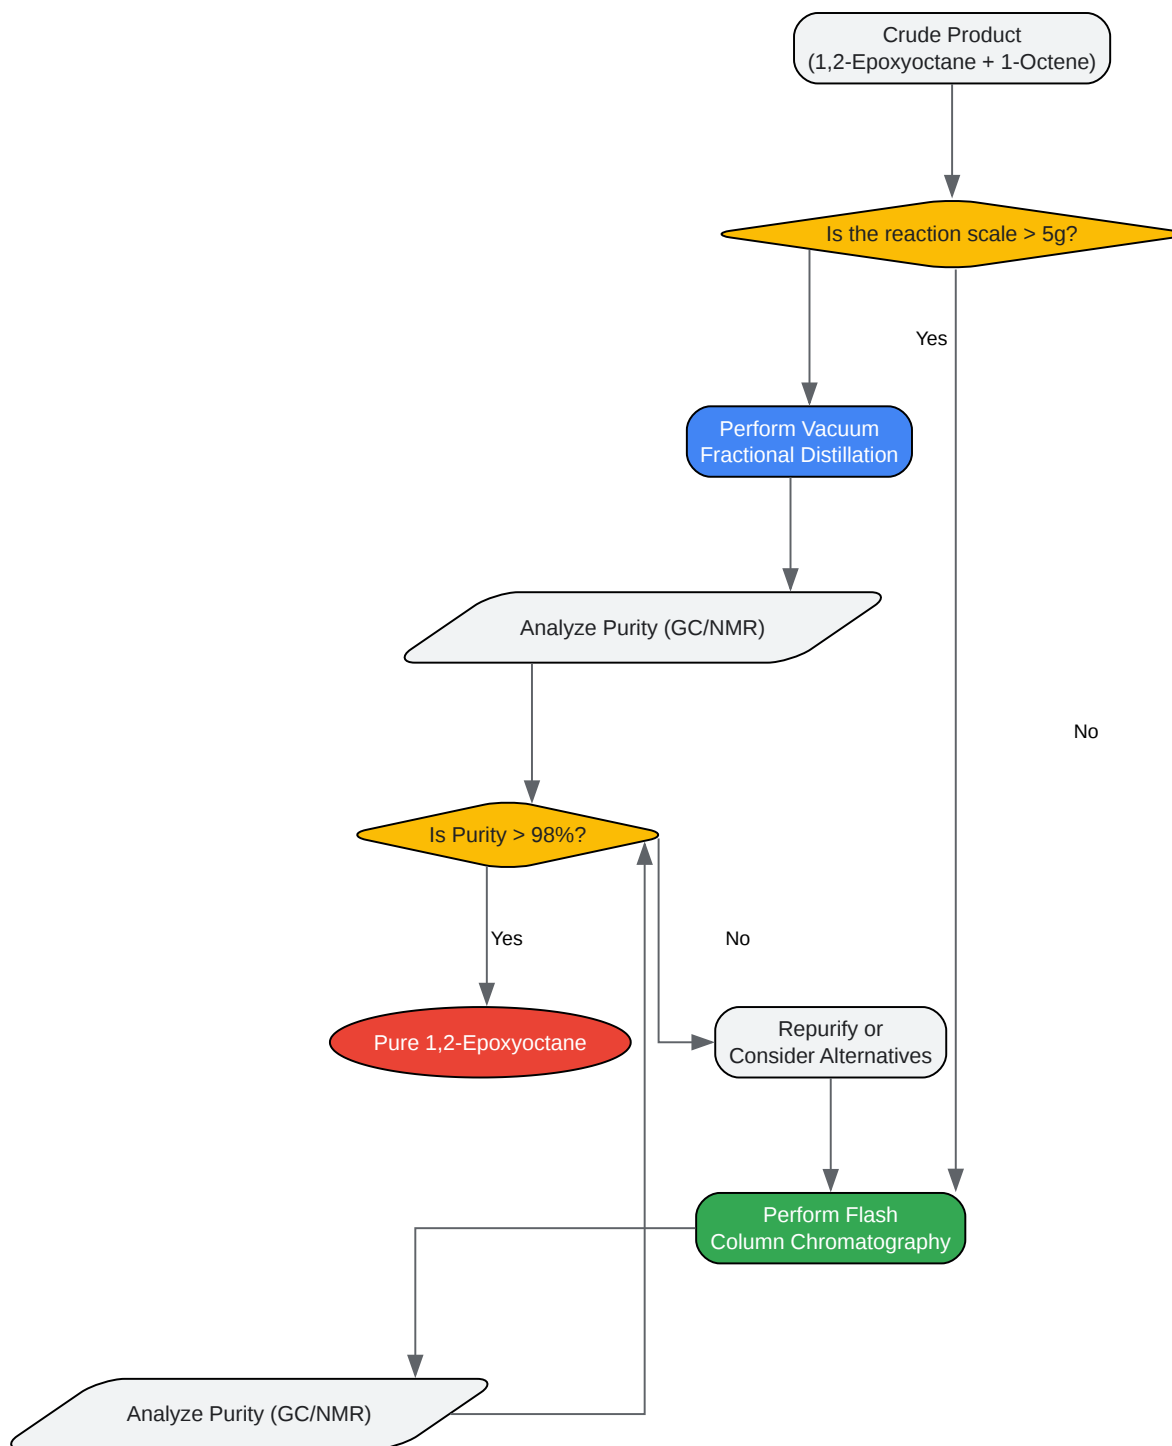 Crude Product
(1,2-Epoxyoctane + 1-Octene)
Is the reaction scale > 5g?
Yes
Perform Vacuum
Fractional Distillation
Analyze Purity (GC/NMR)
No
Is Purity > 98%?
Yes
No
Pure 1,2-Epoxyoctane
Repurify or
Consider Alternatives
Perform Flash
Column Chromatography
Analyze Purity (GC/NMR)